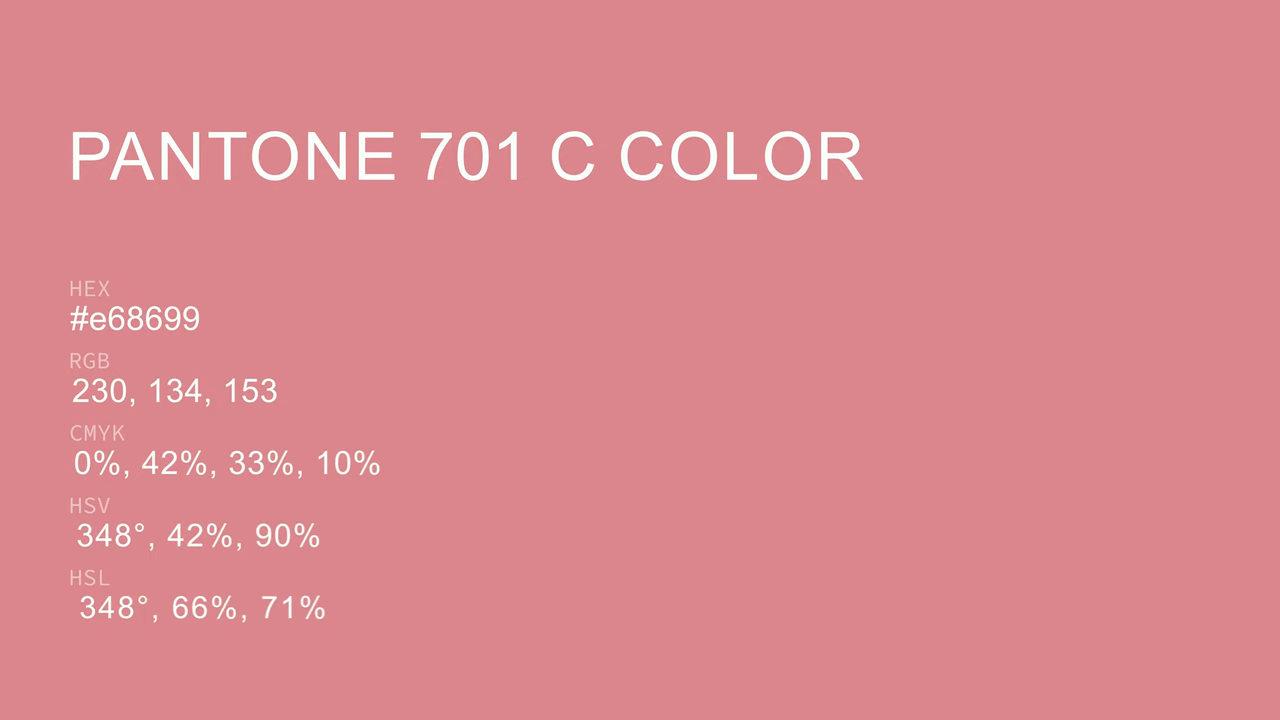 PANTONE 701 C COLOR
HEX
#e68699
RGB
230, 134, 153
CMYK
0%, 42%, 33%, 10%
HSV
348°, 42%, 90%
HSL
348°, 66%, 71%